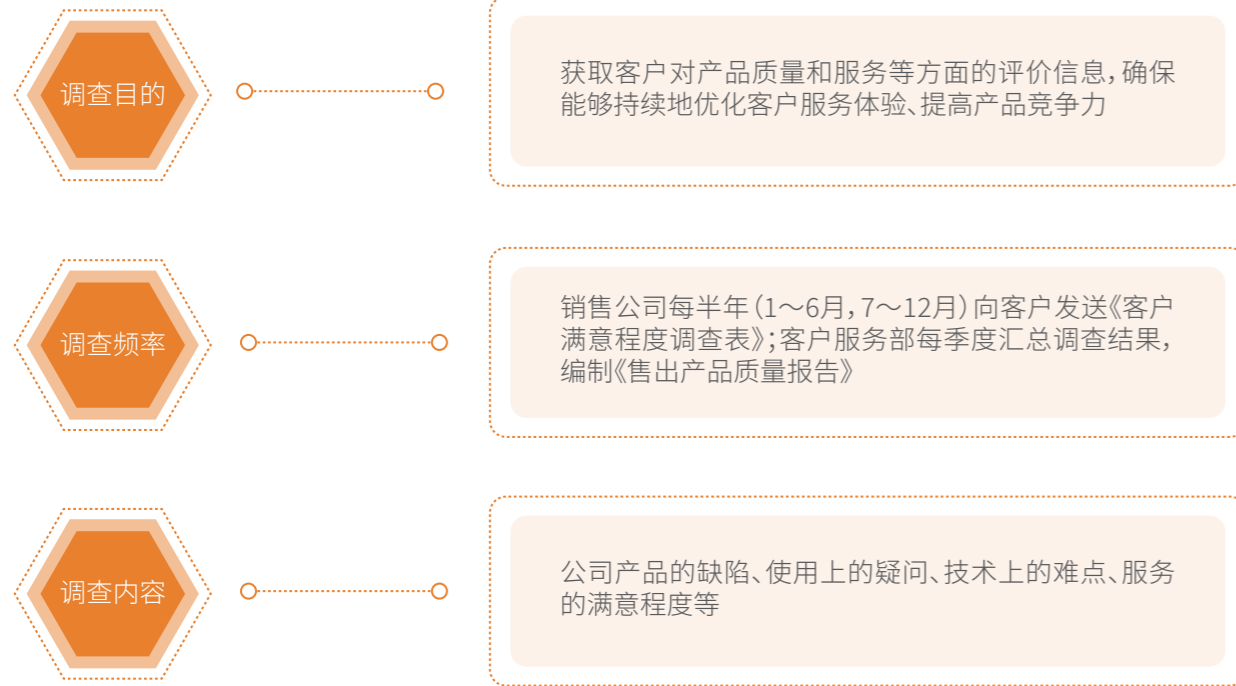 调查目的
获取客户对产品质量和服务等方面的评价信息，确保
能够持续地优化客户服务体验、提高产品竞争力
调查频率
销售公司每半年（1～6月，7～12月）向客户发送《客户
满意程度调查表》；客户服务部每季度汇总调查结果，
编制《售出产品质量报告》
调查内容
公司产品的缺陷、使用上的疑问、技术上的难点、服务
的满意程度等